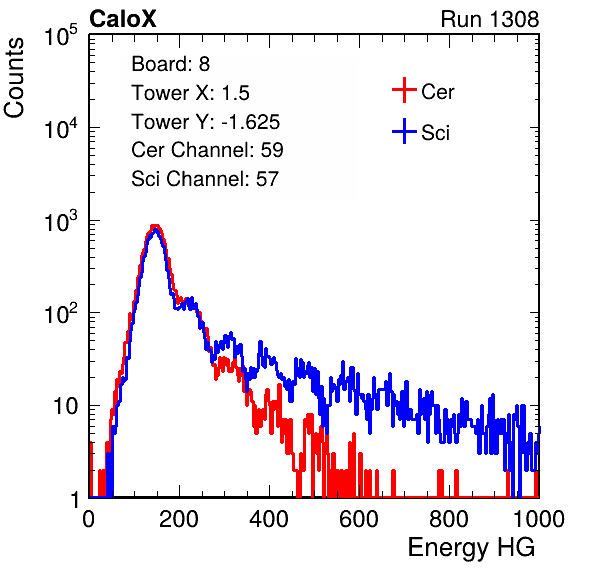 CaloX Run 1308
10^5
Counts
Board: 8
Tower X: 1.5
Tower Y: -1.625
Cer Channel: 59
Sci Channel: 57
Cer
Sci
10^4
10^3
10^2
10
1
0 200 400 600 800 1000
Energy HG